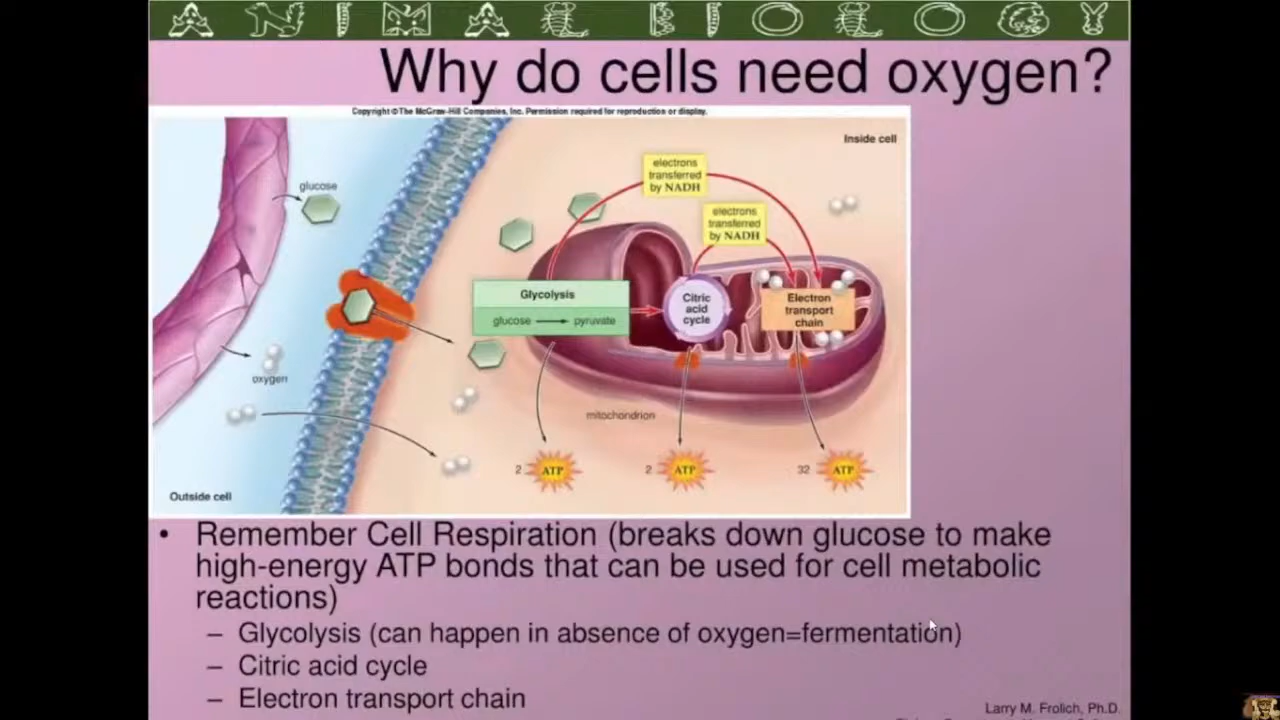 ANIMAL BIOLOGY
Why do cells need oxygen?
Copyright ©The McGraw-Hill Companies, Inc. Permission required for reproduction or display.
Inside cell
glucose
electrons
transferred
by NADH
electrons
transferred
by NADH
Glycolysis
glucose pyruvate
Citric
acid
cycle
Electron
transport
chain
oxygen
mitochondrion
2 ATP
2 ATP
32 ATP
Outside cell
• Remember Cell Respiration (breaks down glucose to make
high-energy ATP bonds that can be used for cell metabolic
reactions)
– Glycolysis (can happen in absence of oxygen=fermentation)
– Citric acid cycle
– Electron transport chain
Larry M. Frolich, Ph.D.